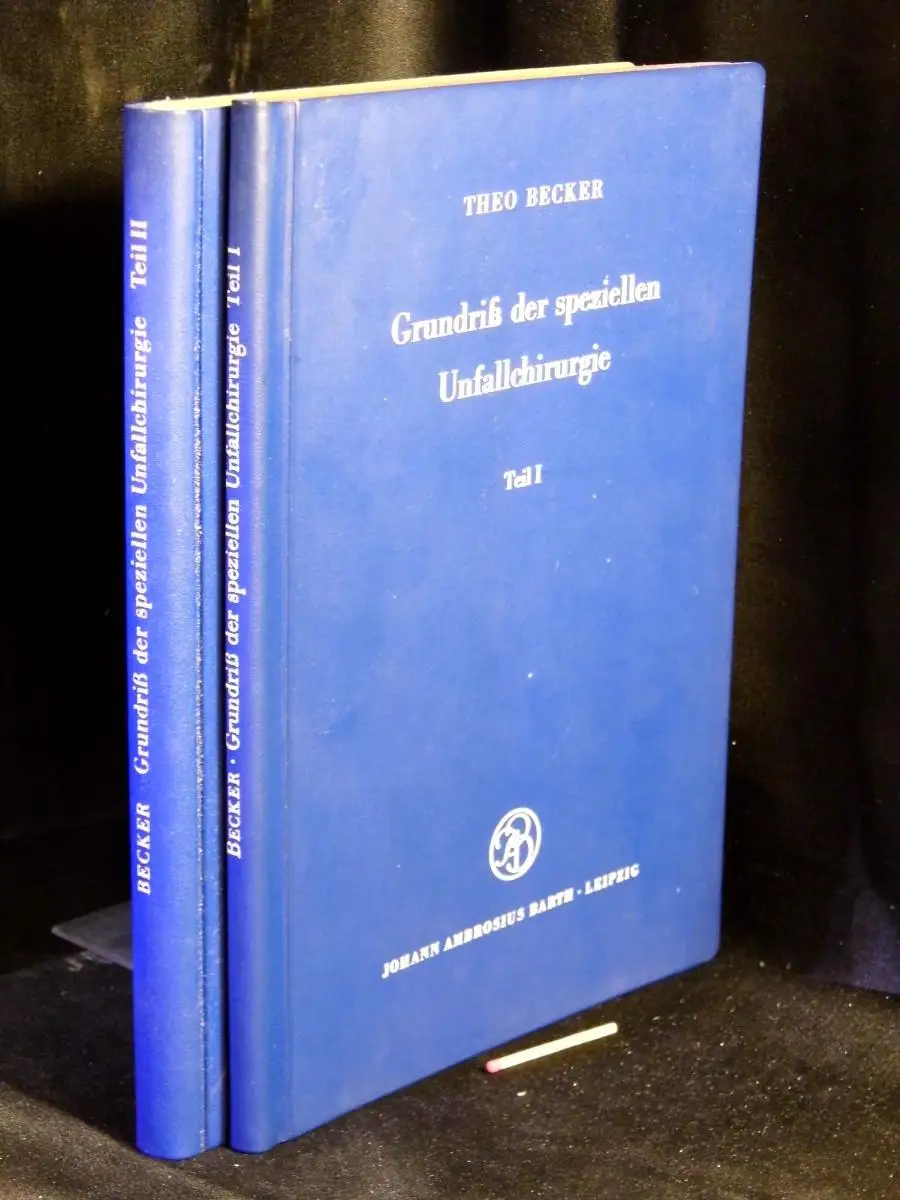 BECKER Grundriß der speziellen Unfallchirurgie Teil II
BECKER · Grundriß der speziellen Unfallchirurgie Teil I
THEO BECKER
Grundriß der speziellen
Unfallchirurgie
Teil I
JAB
JOHANN AMBROSIUS BARTH · LEIPZIG